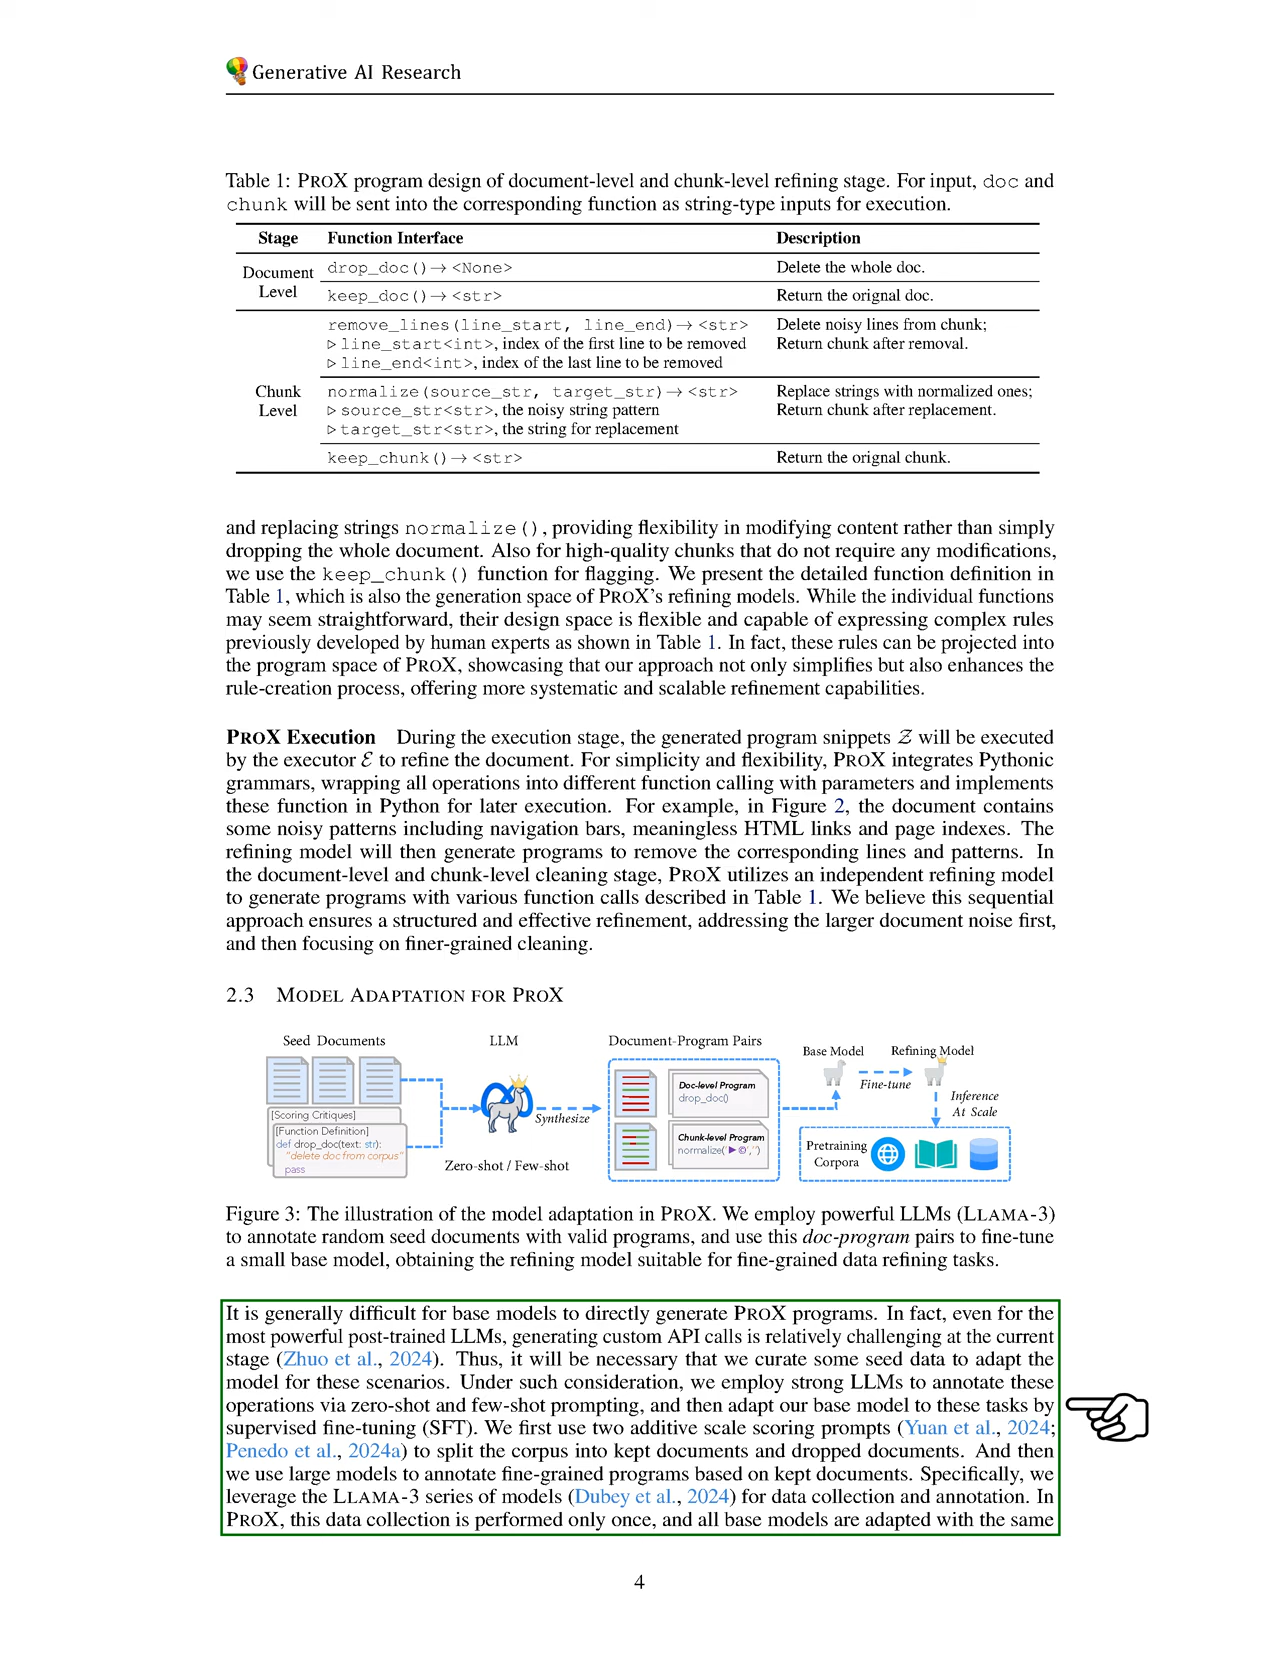 Generative AI Research
Table 1: PROX program design of document-level and chunk-level refining stage. For input, doc and
chunk will be sent into the corresponding function as string-type inputs for execution.
Stage Function Interface Description
Document Level drop_doc()→<None> Delete the whole doc.
keep_doc()→<str> Return the orignal doc.
Chunk Level remove_lines(line_start, line_end)→<str> Delete noisy lines from chunk;
▷ line_start<int>, index of the first line to be removed Return chunk after removal.
▷ line_end<int>, index of the last line to be removed
normalize(source_str, target_str)→<str> Replace strings with normalized ones;
▷ source_str<str>, the noisy string pattern Return chunk after replacement.
▷ target_str<str>, the string for replacement
keep_chunk()→<str> Return the orignal chunk.
and replacing strings normalize(), providing flexibility in modifying content rather than simply
dropping the whole document. Also for high-quality chunks that do not require any modifications,
we use the keep_chunk() function for flagging. We present the detailed function definition in
Table 1, which is also the generation space of PROX's refining models. While the individual functions
may seem straightforward, their design space is flexible and capable of expressing complex rules
previously developed by human experts as shown in Table 1. In fact, these rules can be projected into
the program space of PROX, showcasing that our approach not only simplifies but also enhances the
rule-creation process, offering more systematic and scalable refinement capabilities.
PROX Execution During the execution stage, the generated program snippets Z will be executed
by the executor E to refine the document. For simplicity and flexibility, PROX integrates Pythonic
grammars, wrapping all operations into different function calling with parameters and implements
these function in Python for later execution. For example, in Figure 2, the document contains
some noisy patterns including navigation bars, meaningless HTML links and page indexes. The
refining model will then generate programs to remove the corresponding lines and patterns. In
the document-level and chunk-level cleaning stage, PROX utilizes an independent refining model
to generate programs with various function calls described in Table 1. We believe this sequential
approach ensures a structured and effective refinement, addressing the larger document noise first,
and then focusing on finer-grained cleaning.
2.3 MODEL ADAPTATION FOR PROX
Seed Documents
[Scoring Critiques]
[Function Definition]
def drop_doc(text: str):
"delete doc from corpus"
pass
LLM
Synthesize
Zero-shot / Few-shot
Document-Program Pairs
Doc-level Program
drop_doc()
Chunk-level Program
normalize("►©","")
Base Model
Fine-tune
Refining Model
Inference
At Scale
Pretraining
Corpora
Figure 3: The illustration of the model adaptation in PROX. We employ powerful LLMs (LLAMA-3)
to annotate random seed documents with valid programs, and use this doc-program pairs to fine-tune
a small base model, obtaining the refining model suitable for fine-grained data refining tasks.
It is generally difficult for base models to directly generate PROX programs. In fact, even for the
most powerful post-trained LLMs, generating custom API calls is relatively challenging at the current
stage (Zhuo et al., 2024). Thus, it will be necessary that we curate some seed data to adapt the
model for these scenarios. Under such consideration, we employ strong LLMs to annotate these
operations via zero-shot and few-shot prompting, and then adapt our base model to these tasks by
supervised fine-tuning (SFT). We first use two additive scale scoring prompts (Yuan et al., 2024;
Penedo et al., 2024a) to split the corpus into kept documents and dropped documents. And then
we use large models to annotate fine-grained programs based on kept documents. Specifically, we
leverage the LLAMA-3 series of models (Dubey et al., 2024) for data collection and annotation. In
PROX, this data collection is performed only once, and all base models are adapted with the same
4